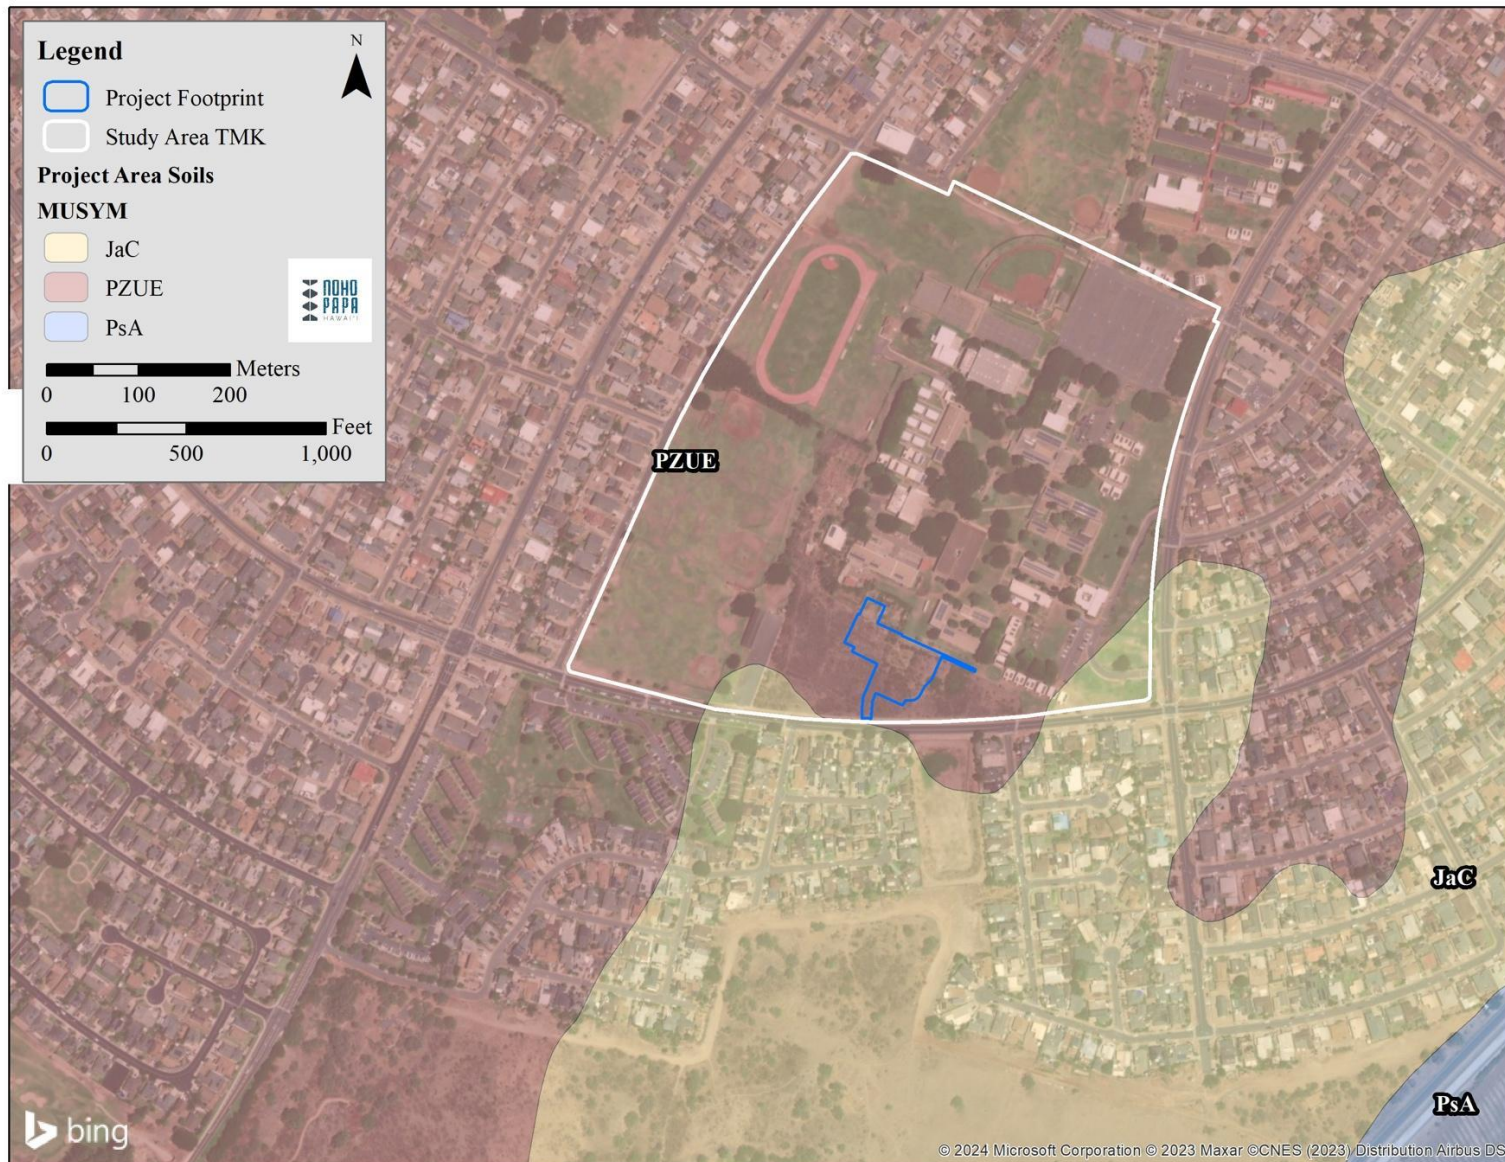 Legend
N
Project Footprint
Study Area TMK
Project Area Soils
MUSYM
JaC
PZUE
PsA
NOHO
PAPA
HAWAIʻI
Meters
0 100 200
Feet
0 500 1,000
PZUE
JaC
PsA
bing
© 2024 Microsoft Corporation © 2023 Maxar ©CNES (2023) Distribution Airbus DS